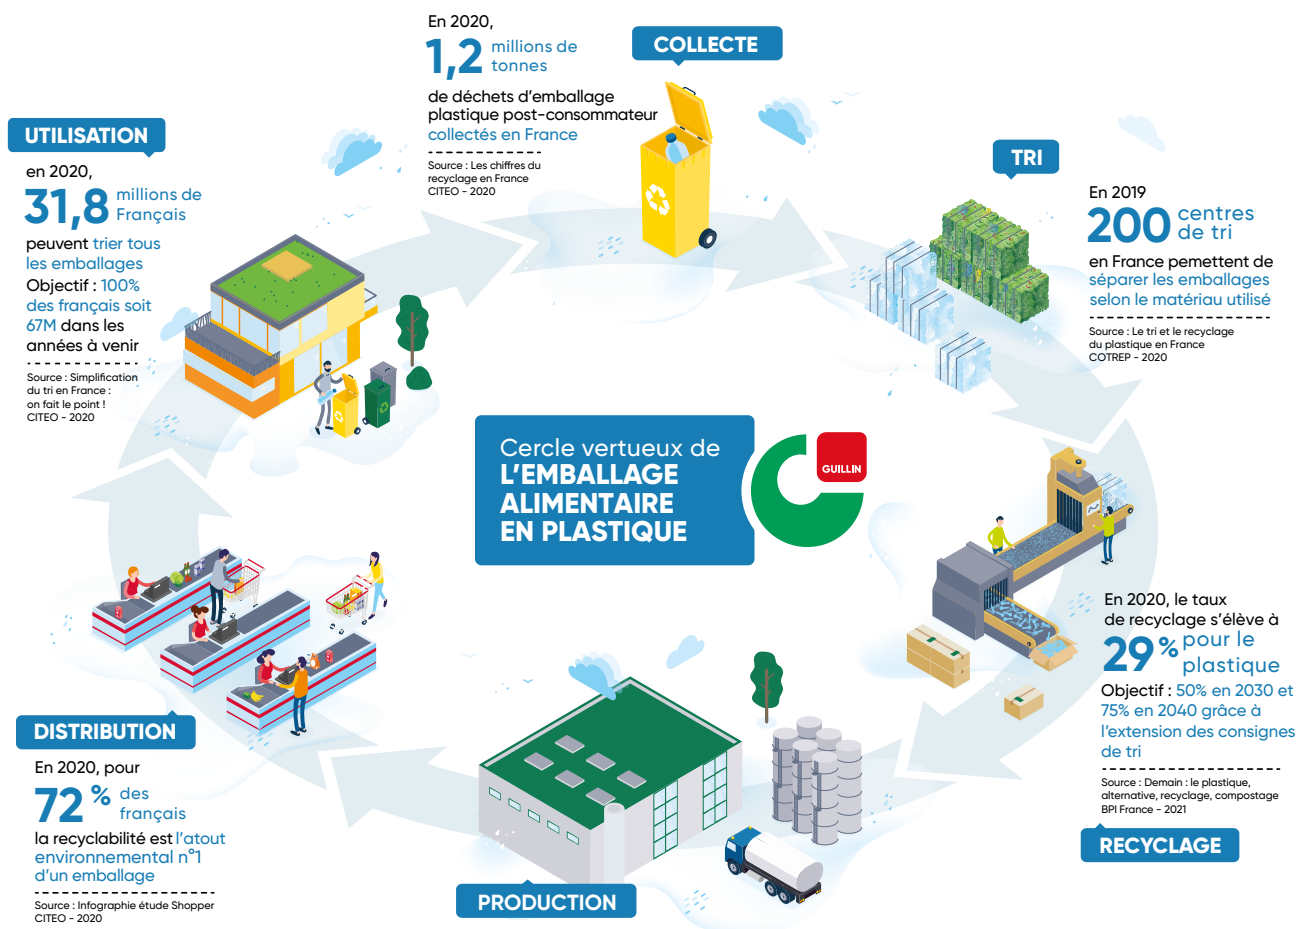 En 2020,
1,2 millions de
tonnes
de déchets d'emballage
plastique post-consommateur
collectés en France
Source : Les chiffres du
recyclage en France
CITEO - 2020
COLLECTE
TRI
En 2019
200 centres
de tri
en France pemettent de
séparer les emballages
selon le matériau utilisé
Source : Le tri et le recyclage
du plastique en France
COTREP - 2020
UTILISATION
en 2020,
31,8 millions de
Français
peuvent trier tous
les emballages
Objectif : 100%
des français soit
67M dans les
années à venir
Source : Simplification
du tri en France :
on fait le point !
CITEO - 2020
Cercle vertueux de
L'EMBALLAGE
ALIMENTAIRE
EN PLASTIQUE
GUILLIN
En 2020, le taux
de recyclage s'élève à
29 % pour le
plastique
Objectif : 50% en 2030 et
75% en 2040 grâce à
l'extension des consignes
de tri
Source : Demain : le plastique,
alternative, recyclage, compostage
BPI France - 2021
RECYCLAGE
DISTRIBUTION
En 2020, pour
72 % des
français
la recyclabilité est l'atout
environnemental n°1
d'un emballage
Source : Infographie étude Shopper
CITEO - 2020
PRODUCTION